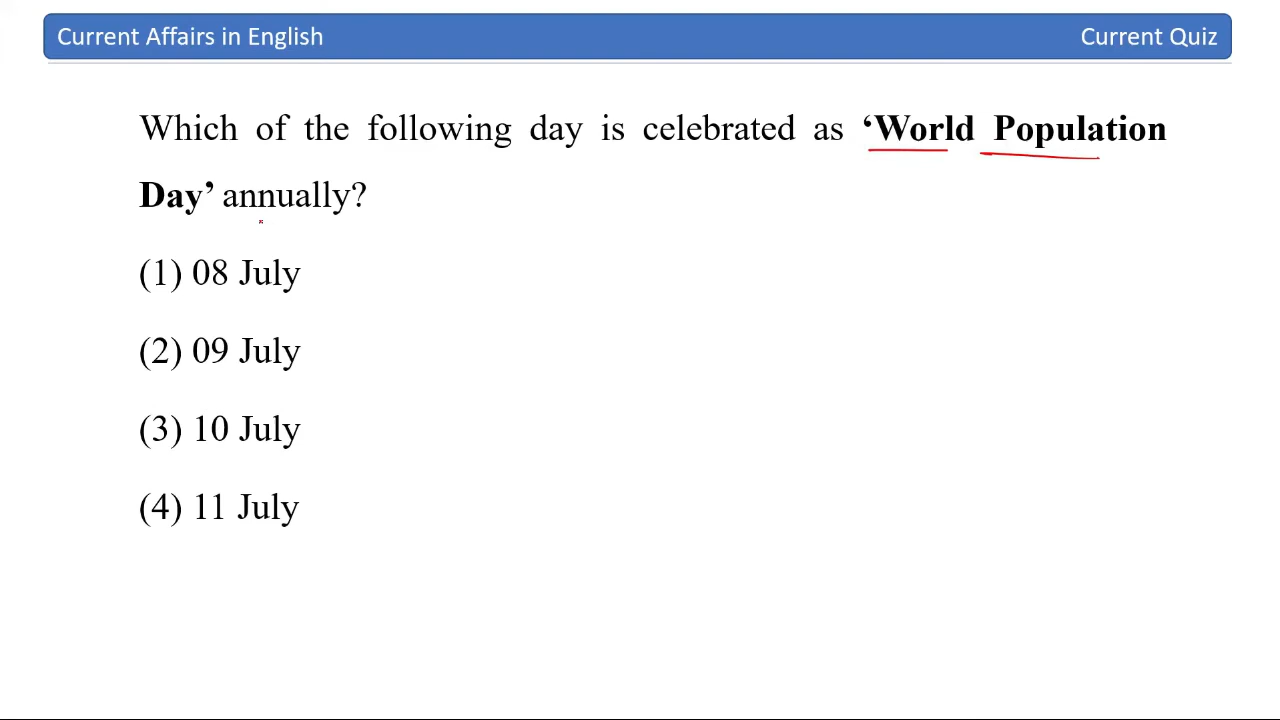 Current Affairs in English
Current Quiz
Which of the following day is celebrated as ‘World Population
Day’ annually?
(1) 08 July
(2) 09 July
(3) 10 July
(4) 11 July